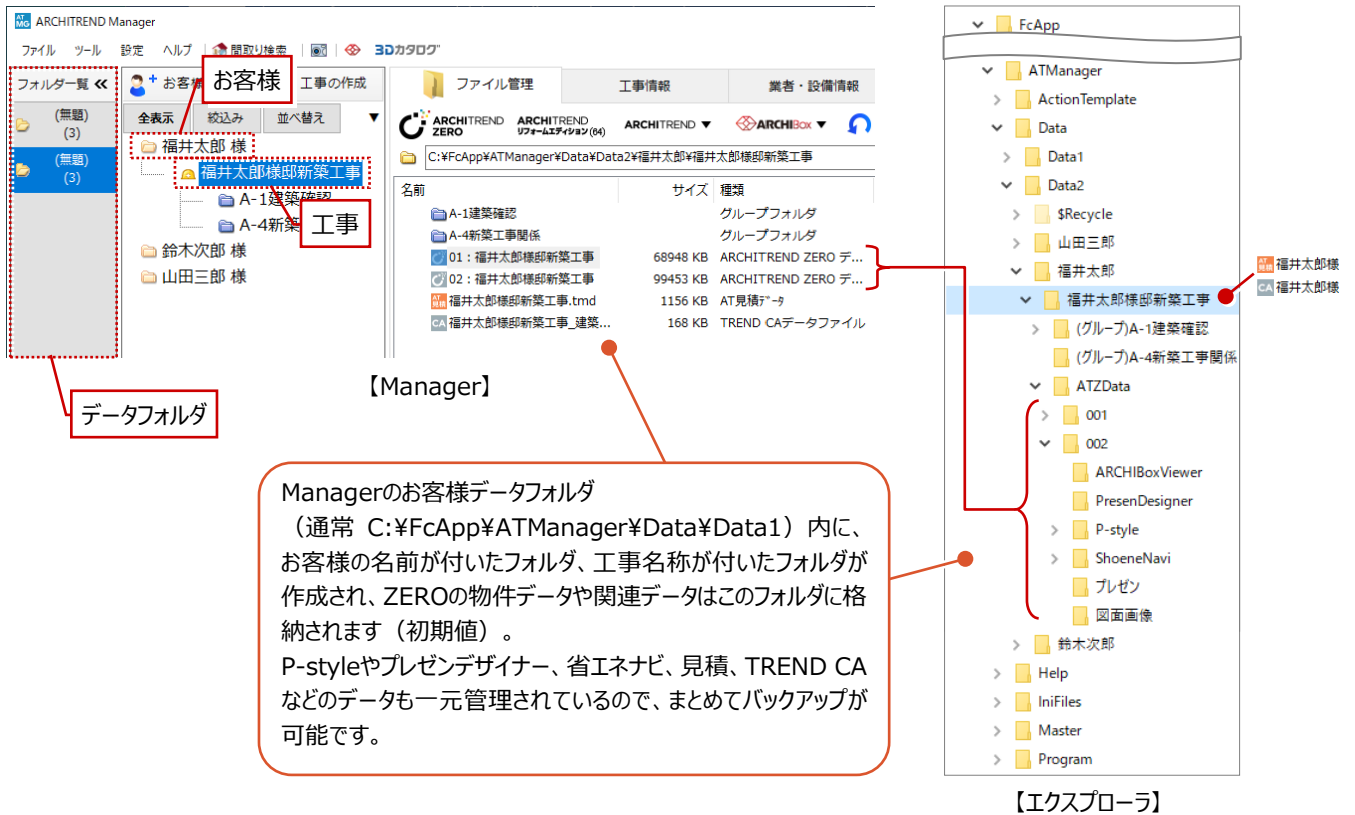 ARCHITREND Manager
ファイル ツール 設定 ヘルプ 間取り検索 3Dカタログ
フォルダー一覧 ≪
(無題)
(3)
(無題)
(3)
お客様
工事の作成
全表示 絞込み 並べ替え ▼
お客様
福井太郎 様
福井太郎様邸新築工事
A-1建築確認
A-4新築
工事
鈴木次郎 様
山田三郎 様
データフォルダ
ファイル管理 工事情報 業者・設備情報
ARCHITREND ZERO
ARCHITREND リフォームエディション(64)
ARCHITREND ▼
ARCHIBox ▼
C:¥FcApp¥ATManager¥Data¥Data2¥福井太郎¥福井太郎様邸新築工事
名前 サイズ 種類
A-1建築確認 グループフォルダ
A-4新築工事関係 グループフォルダ
01:福井太郎様邸新築工事 68948 KB ARCHITREND ZERO デ...
02:福井太郎様邸新築工事 99453 KB ARCHITREND ZERO デ...
福井太郎様邸新築工事.tmd 1156 KB AT見積ﾃﾞｰﾀ
福井太郎様邸新築工事_建築... 168 KB TREND CAデータファイル
【Manager】
Managerのお客様データフォルダ
（通常 C:¥FcApp¥ATManager¥Data¥Data1）内に、
お客様の名前が付いたフォルダ、工事名称が付いたフォルダが
作成され、ZEROの物件データや関連データはこのフォルダに格
納されます（初期値）。
P-styleやプレゼンデザイナー、省エネナビ、見積、TREND CA
などのデータも一元管理されているので、まとめてバックアップが
可能です。
FcApp
ATManager
ActionTemplate
Data
Data1
Data2
$Recycle
山田三郎
福井太郎
福井太郎様邸新築工事
(グループ)A-1建築確認
(グループ)A-4新築工事関係
ATZData
001
002
ARCHIBoxViewer
PresenDesigner
P-style
ShoeneNavi
プレゼン
図面画像
鈴木次郎
Help
IniFiles
Master
Program
福井太郎様
CA 福井太郎様
【エクスプローラ】